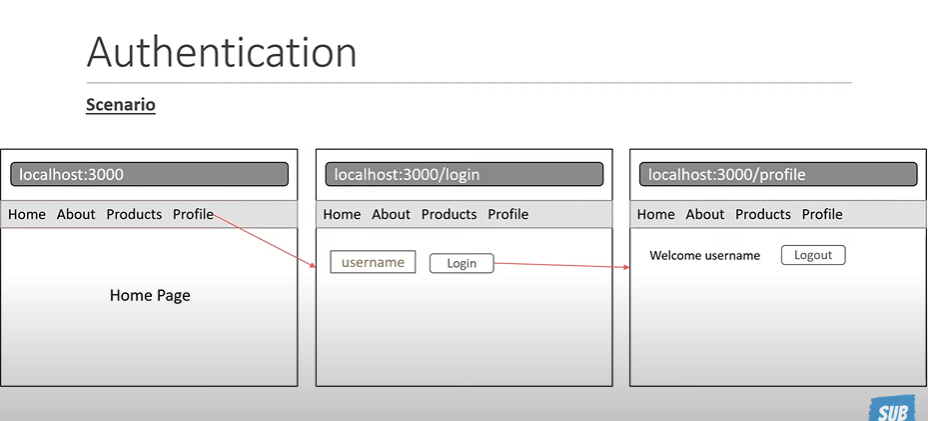 Authentication
Scenario
localhost:3000
Home About Products Profile
Home Page
localhost:3000/login
Home About Products Profile
username Login
localhost:3000/profile
Home About Products Profile
Welcome username Logout
SUB